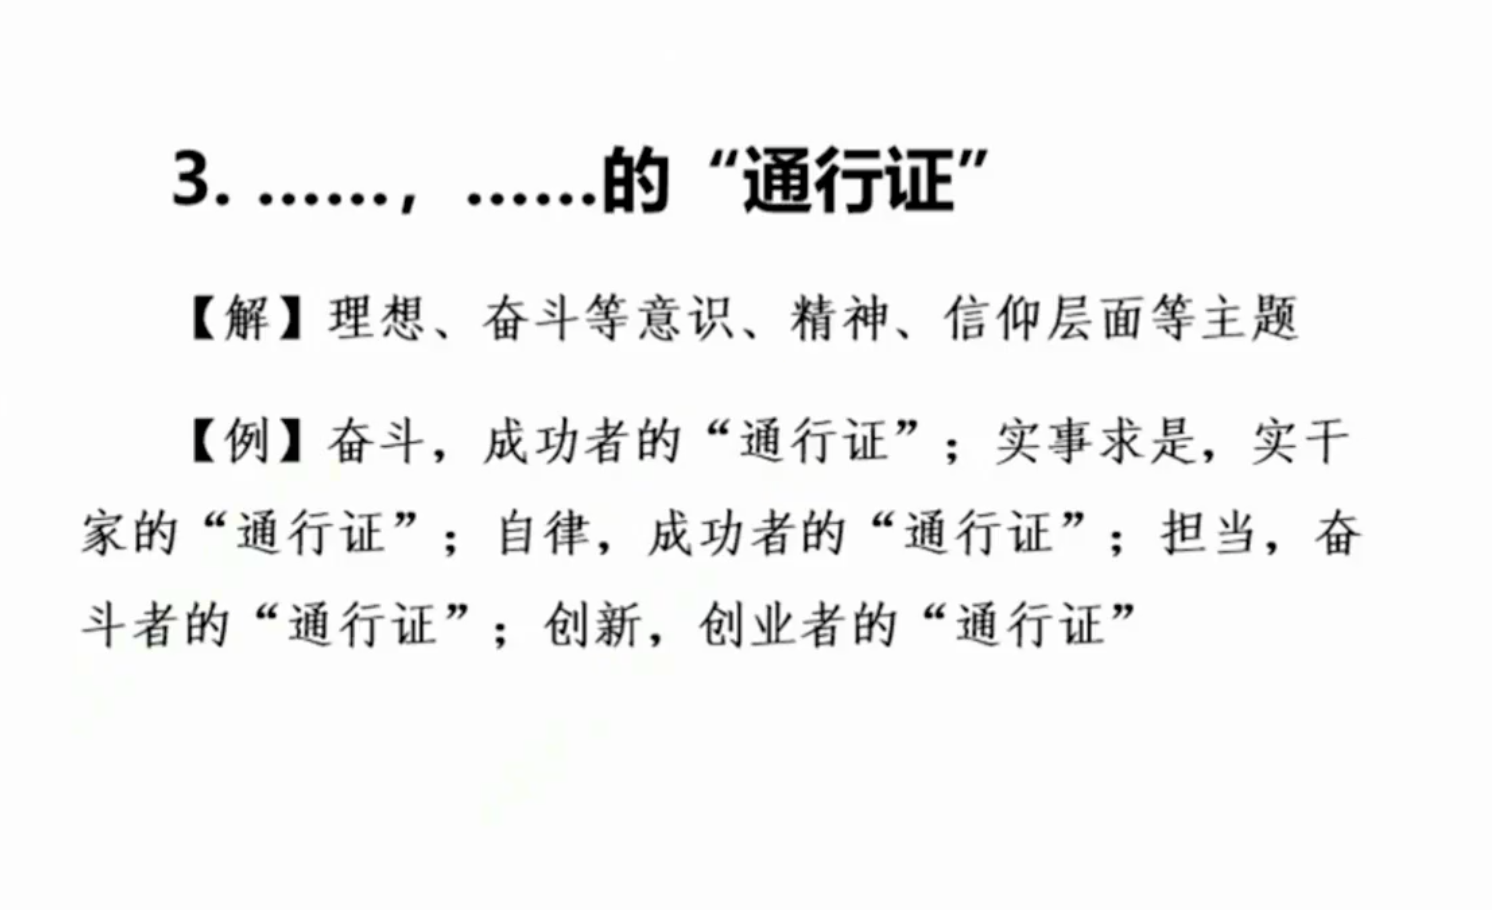 3. ……，……的“通行证”
【解】理想、奋斗等意识、精神、信仰层面等主题
【例】奋斗，成功者的“通行证”；实事求是，实干
家的“通行证”；自律，成功者的“通行证”；担当，奋
斗者的“通行证”；创新，创业者的“通行证”